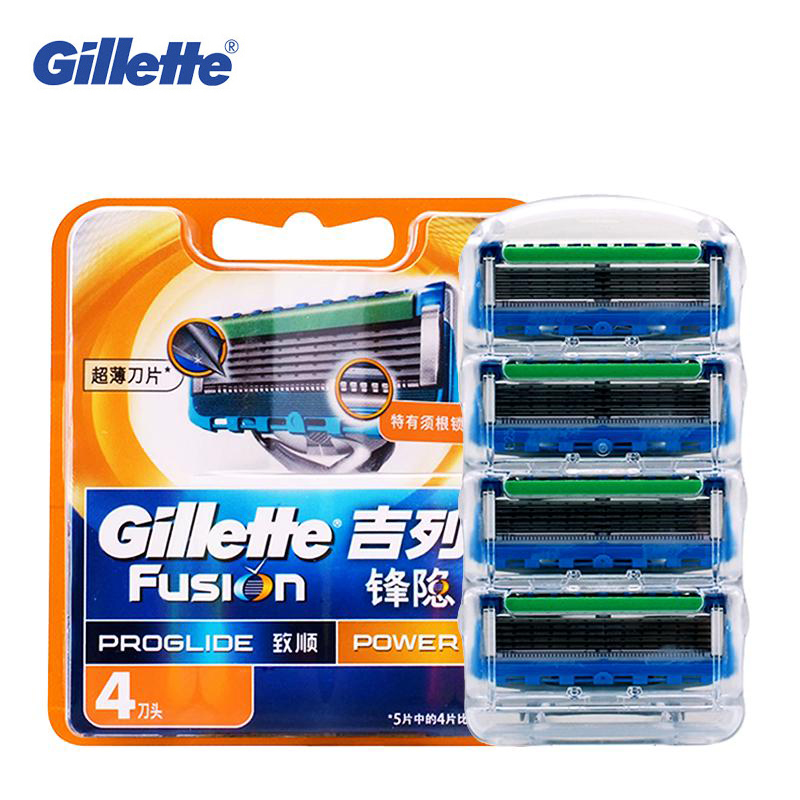 Gillette®
超薄刀片*
特有须根锁
Gillette® 吉列
FUSION 锋隐
PROGLIDE 致顺 POWER
4刀头
*5片中的4片比